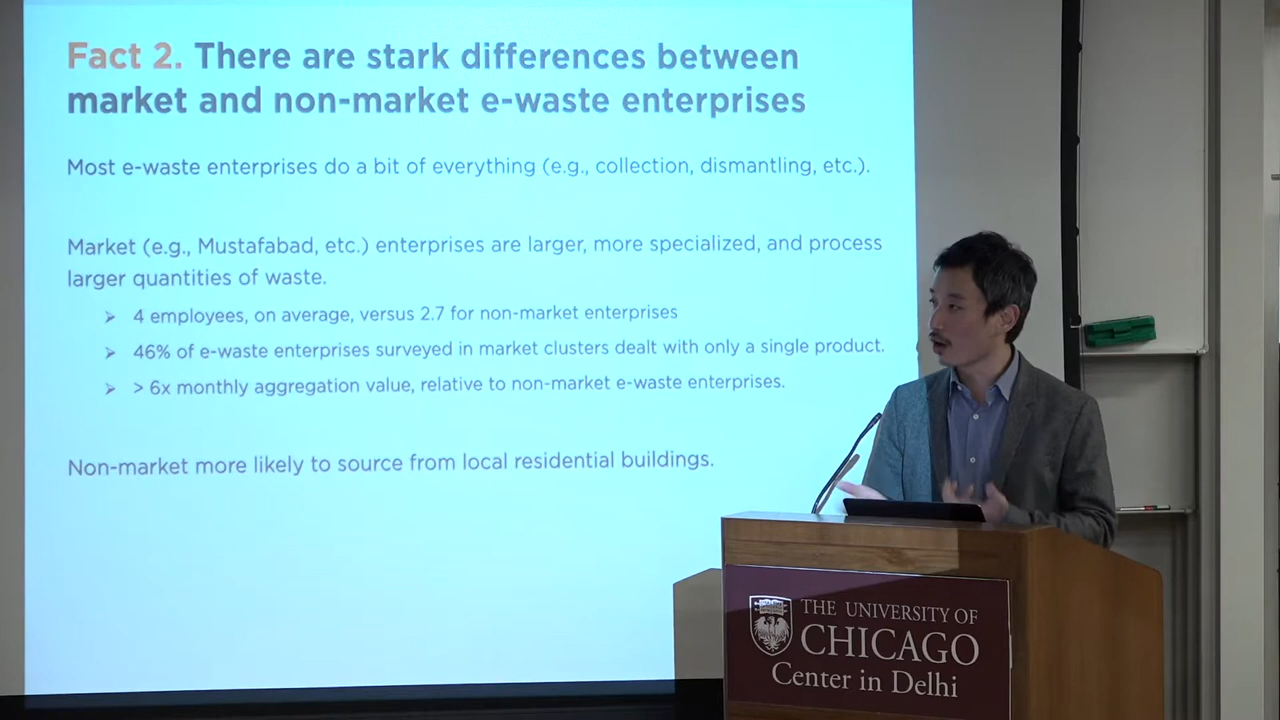 Fact 2. There are stark differences between
market and non-market e-waste enterprises
Most e-waste enterprises do a bit of everything (e.g., collection, dismantling, etc.).
Market (e.g., Mustafabad, etc.) enterprises are larger, more specialized, and process
larger quantities of waste.
➢ 4 employees, on average, versus 2.7 for non-market enterprises
➢ 46% of e-waste enterprises surveyed in market clusters dealt with only a single product.
➢ > 6x monthly aggregation value, relative to non-market e-waste enterprises.
Non-market more likely to source from local residential buildings.
THE UNIVERSITY OF
CHICAGO
Center in Delhi